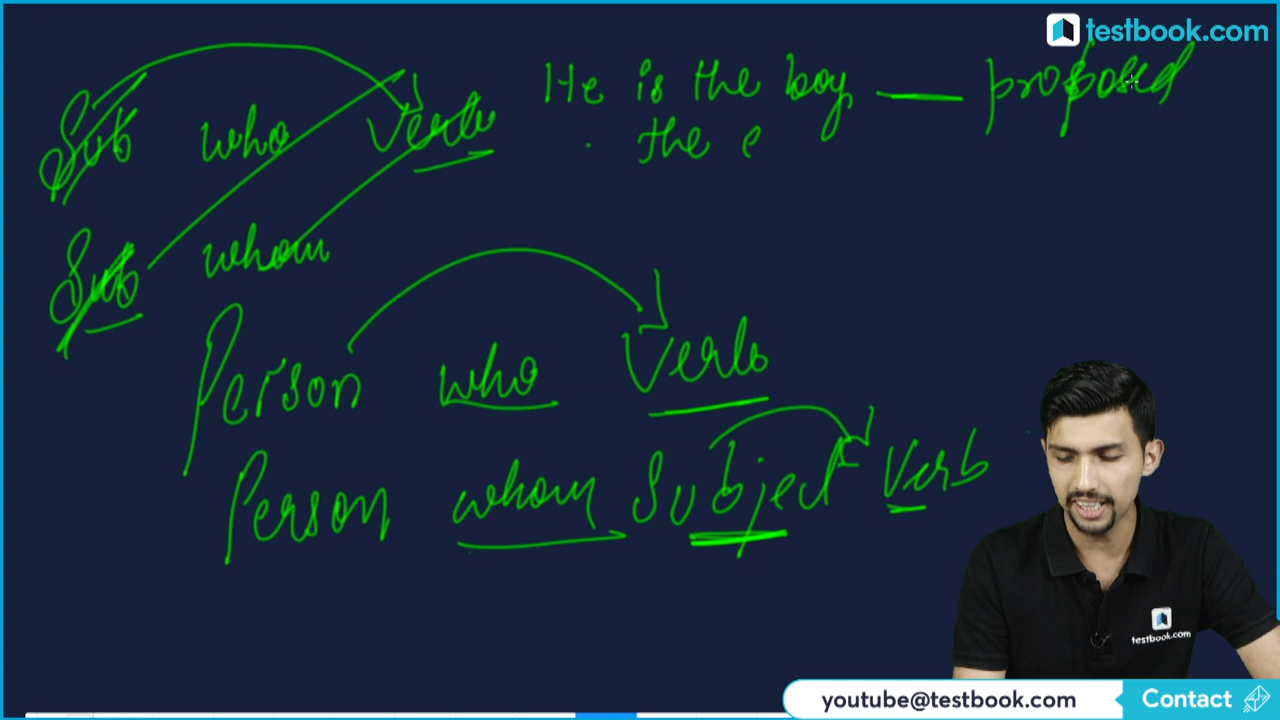 testbook.com
Sub who Verb He is the boy — proposed
the e
Sub whom
Person who Verb
Person whom Subject Verb
testbook.com
youtube@testbook.com Contact